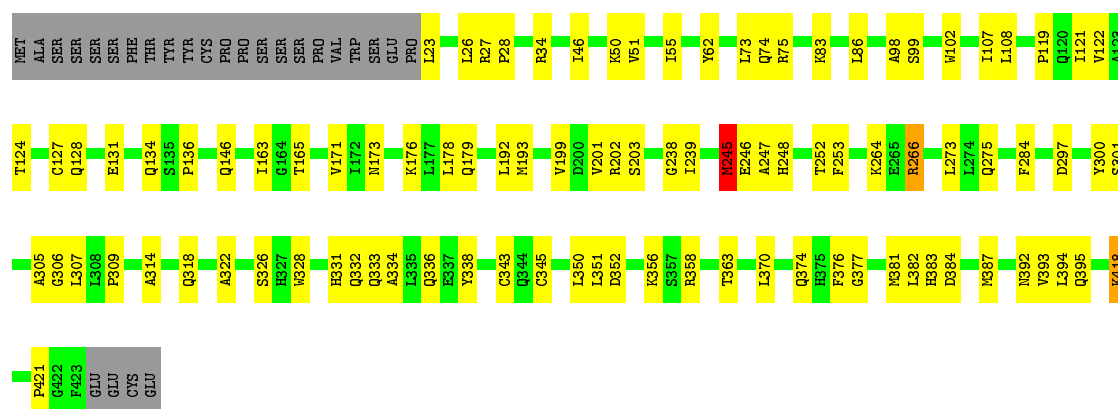 MET ALA SER SER SER SER PHE THR TYR TYR CYS PRO PRO SER SER SER PRO VAL TRP SER GLU PRO L23 L26 R27 P28 R34 I46 K50 V51 I55 Y62 L73 Q74 R75 K83 L86 A98 S99 W102 I107 L108 P119 Q120 I121 V122 A123
T124 C127 Q128 E131 Q134 S135 P136 Q146 I163 G164 T165 V171 I172 N173 K176 L177 L178 Q179 L192 M193 V199 D200 V201 R202 S203 G238 I239 M245 E246 A247 H248 T252 F253 K264 E265 R266 L273 L274 Q275 F284 D297 Y300
A305 G306 L307 L308 P309 A314 Q318 A322 S326 H327 W328 H331 Q332 Q333 A334 L335 Q336 E337 Y338 C343 Q344 C345 L350 L351 D352 K356 S357 R358 T363 L370 Q374 H375 F376 G377 M381 L382 H383 D384 M387 N392 V393 L394 Q395 K418
P421 G422 F423 GLU GLU CYS GLU